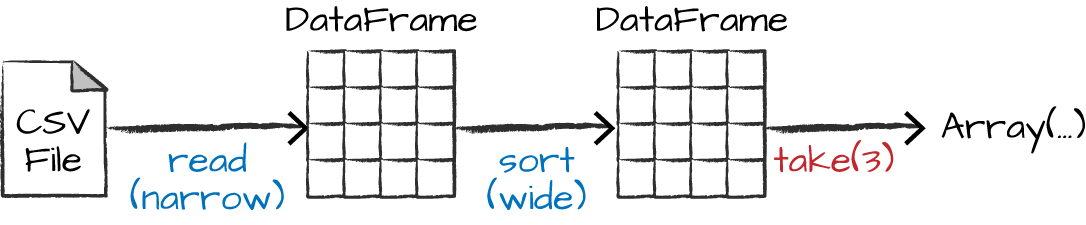 DataFrame
DataFrame
CSV
File
read
(narrow)
sort
(wide)
take(3)
Array(...)